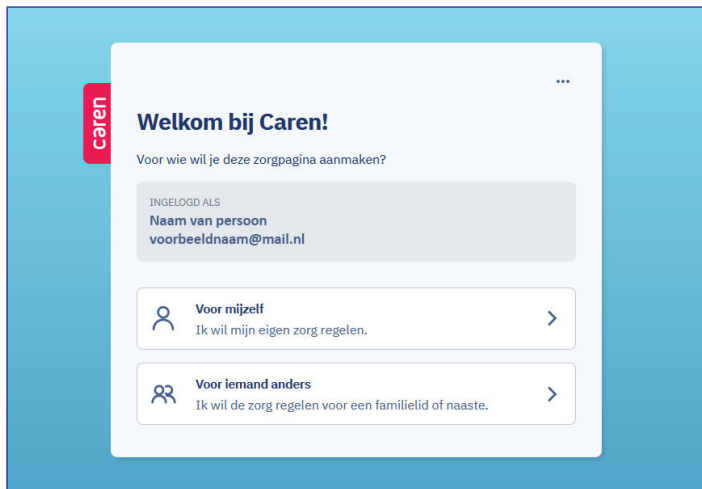 caren
Welkom bij Caren!
Voor wie wil je deze zorgpagina aanmaken?
INGELOGD ALS
Naam van persoon
voorbeeldnaam@mail.nl
Voor mijzelf
Ik wil mijn eigen zorg regelen.
Voor iemand anders
Ik wil de zorg regelen voor een familielid of naaste.